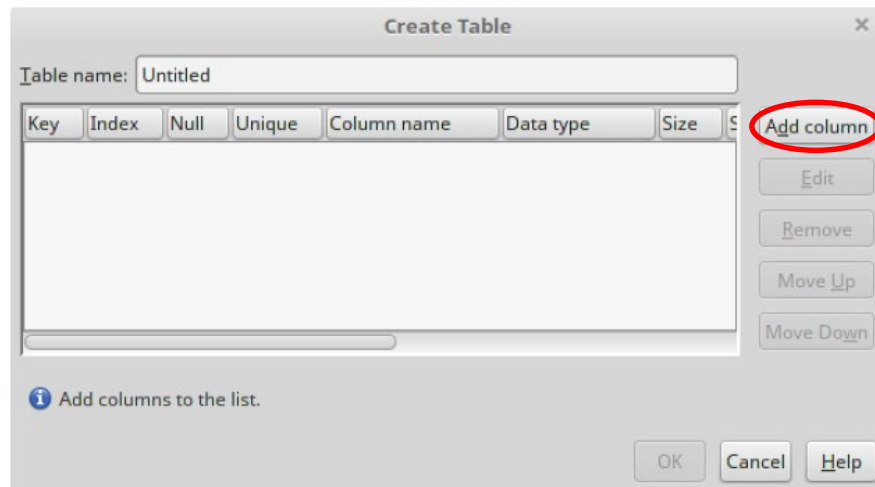 Create Table
Table name: Untitled
Key Index Null Unique Column name Data type Size S
Add column
Edit
Remove
Move Up
Move Down
Add columns to the list.
OK Cancel Help